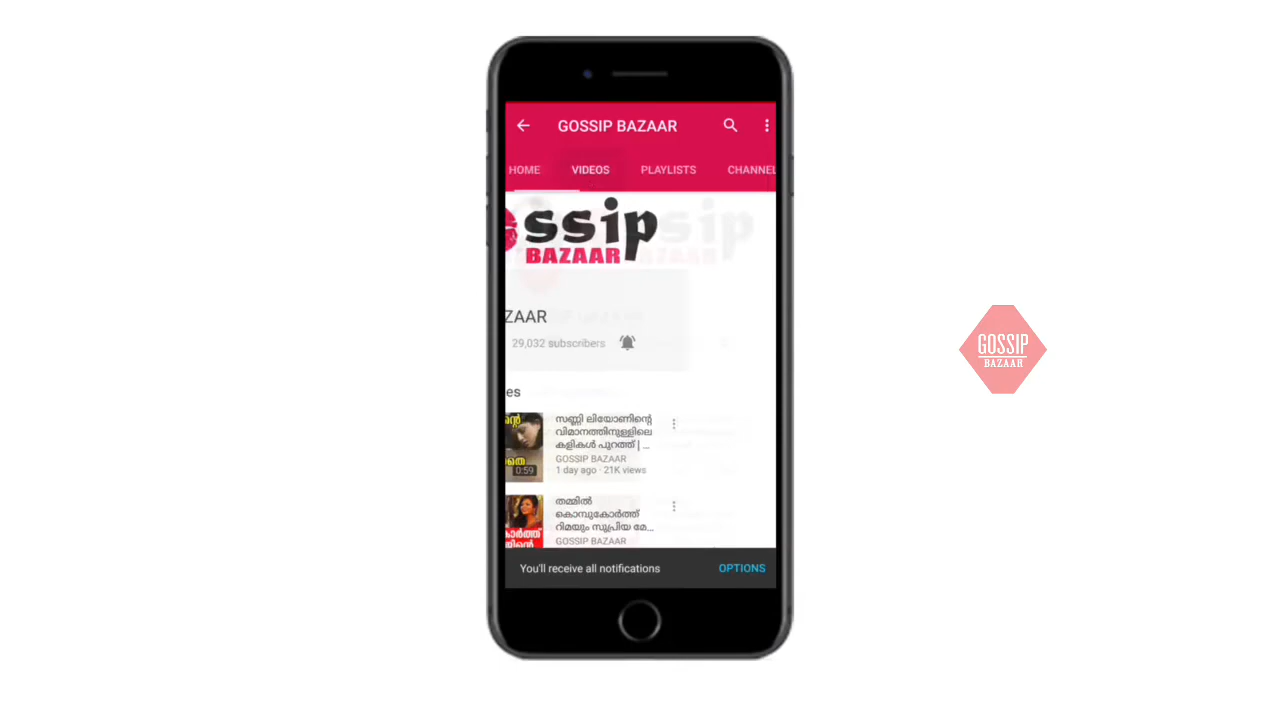 GOSSIP BAZAAR
HOME VIDEOS PLAYLISTS CHANNEL
ssip
BAZAAR
ZAAR
29,032 subscribers
es
സണ്ണി ലിയോണിന്റെ
വിമാനത്തിനുള്ളിലെ
കളികൾ പുറത്ത് | ...
GOSSIP BAZAAR
1 day ago · 21K views
0:59
തമ്മിൽ
കൊമ്പുകോർത്ത്
റിമയും സുപ്രിയ മേ...
GOSSIP BAZAAR
You'll receive all notifications OPTIONS
GOSSIP
BAZAAR